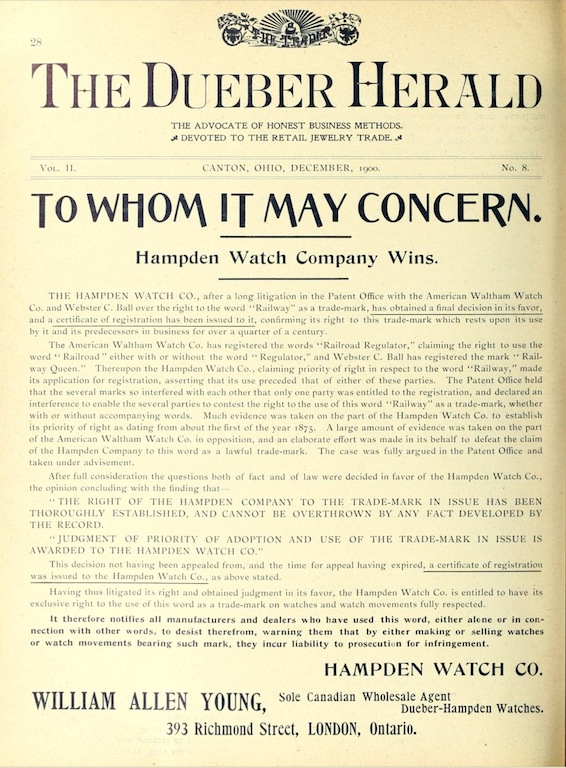 28
THE TRADER
THE DUEBER HERALD
THE ADVOCATE OF HONEST BUSINESS METHODS.
DEVOTED TO THE RETAIL JEWELRY TRADE.
VOL. II. CANTON, OHIO, DECEMBER, 1900. No. 8.
TO WHOM IT MAY CONCERN.
Hampden Watch Company Wins.
THE HAMPDEN WATCH CO., after a long litigation in the Patent Office with the American Waltham Watch
Co. and Webster C. Ball over the right to the word "Railway" as a trade-mark, has obtained a final decision in its favor,
and a certificate of registration has been issued to it, confirming its right to this trade-mark which rests upon its use
by it and its predecessors in business for over a quarter of a century.
The American Waltham Watch Co. has registered the words "Railroad Regulator," claiming the right to use the
word "Railroad" either with or without the word "Regulator," and Webster C. Ball has registered the mark "Rail-
way Queen." Thereupon the Hampden Watch Co., claiming priority of right in respect to the word "Railway," made
its application for registration, asserting that its use preceded that of either of these parties. The Patent Office held
that the several marks so interfered with each other that only one party was entitled to the registration, and declared an
interference to enable the several parties to contest the right to the use of this word "Railway" as a trade-mark, whether
with or without accompanying words. Much evidence was taken on the part of the Hampden Watch Co. to establish
its priority of right as dating from about the first of the year 1875. A large amount of evidence was taken on the part
of the American Waltham Watch Co. in opposition, and an elaborate effort was made in its behalf to defeat the claim
of the Hampden Company to this word as a lawful trade-mark. The case was fully argued in the Patent Office and
taken under advisement.
After full consideration the questions both of fact and of law were decided in favor of the Hampden Watch Co.,
the opinion concluding with the finding that—
"THE RIGHT OF THE HAMPDEN COMPANY TO THE TRADE-MARK IN ISSUE HAS BEEN
THOROUGHLY ESTABLISHED, AND CANNOT BE OVERTHROWN BY ANY FACT DEVELOPED BY
THE RECORD.
"JUDGMENT OF PRIORITY OF ADOPTION AND USE OF THE TRADE-MARK IN ISSUE IS
AWARDED TO THE HAMPDEN WATCH CO."
This decision not having been appealed from, and the time for appeal having expired, a certificate of registration
was issued to the Hampden Watch Co., as above stated.
Having thus litigated its right and obtained judgment in its favor, the Hampden Watch Co. is entitled to have its
exclusive right to the use of this word as a trade-mark on watches and watch movements fully respected.
It therefore notifies all manufacturers and dealers who have used this word, either alone or in con-
nection with other words, to desist therefrom, warning them that by either making or selling watches
or watch movements bearing such mark, they incur liability to prosecution for infringement.
HAMPDEN WATCH CO.
WILLIAM ALLEN YOUNG, Sole Canadian Wholesale Agent
Dueber-Hampden Watches.
393 Richmond Street, LONDON, Ontario.